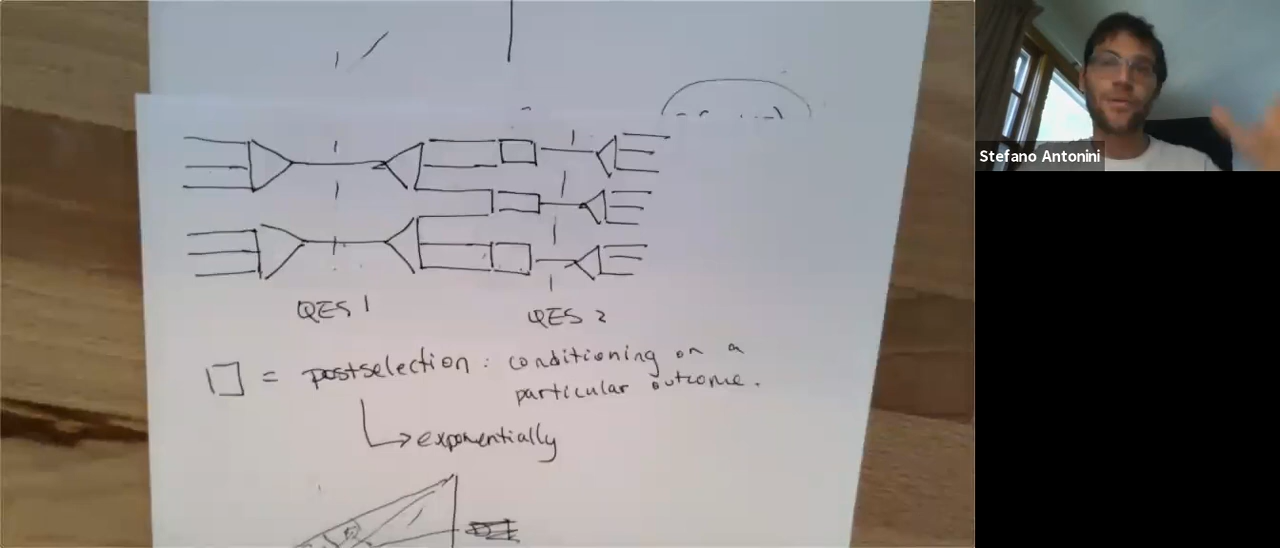 Stefano Antonini
QES 1
QES 2
= postselection : conditioning on a
particular outcome.
exponentially